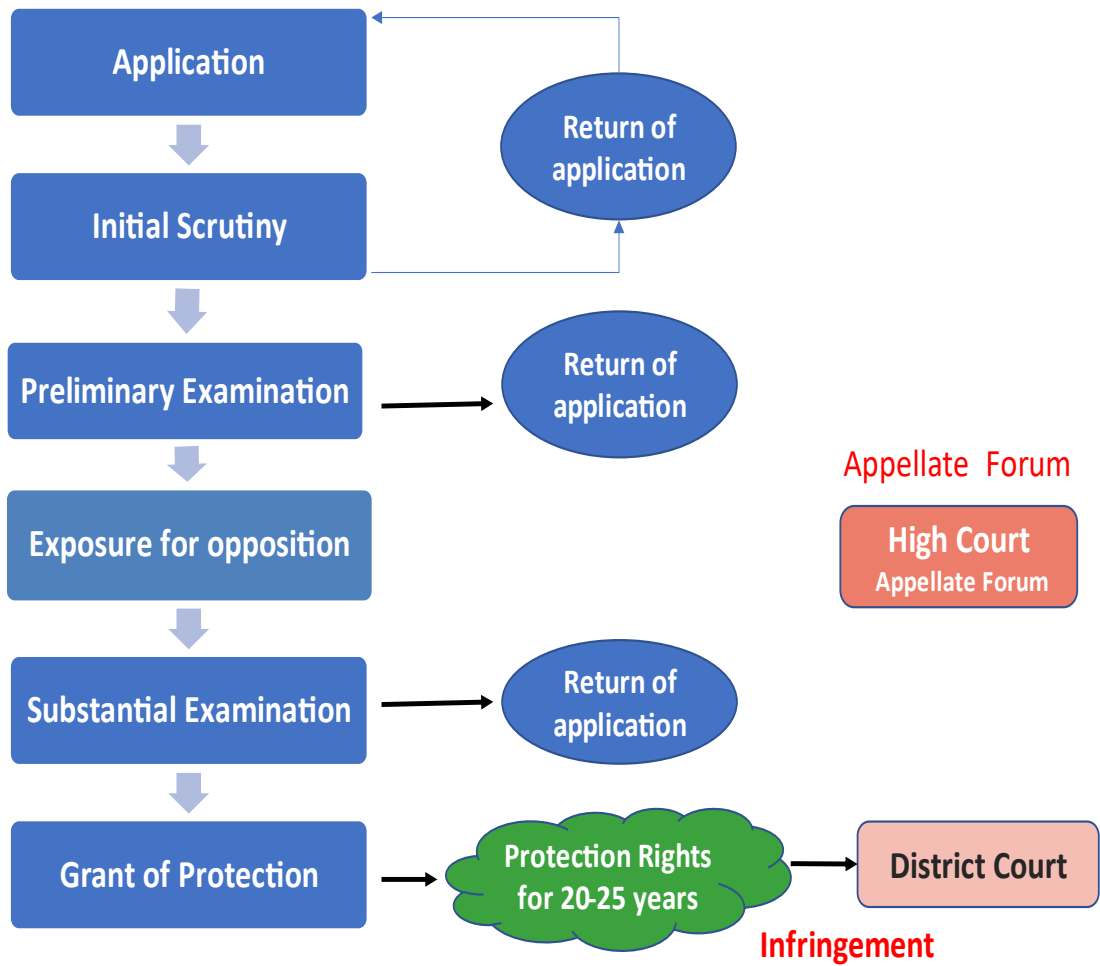 Application
Return of
application
Initial Scrutiny
Preliminary Examination
Return of
application
Appellate Forum
High Court
Appellate Forum
Exposure for opposition
Substantial Examination
Return of
application
Grant of Protection
Protection Rights
for 20-25 years
District Court
Infringement